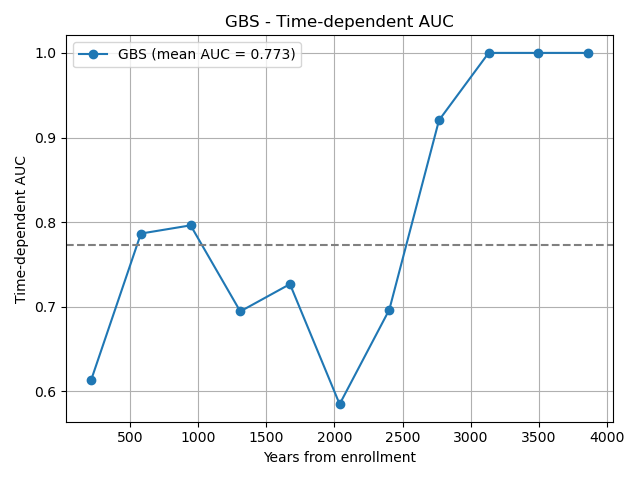 GBS - Time-dependent AUC
GBS (mean AUC = 0.773)
Time-dependent AUC
1.0
0.9
0.8
0.7
0.6
500 1000 1500 2000 2500 3000 3500 4000
Years from enrollment